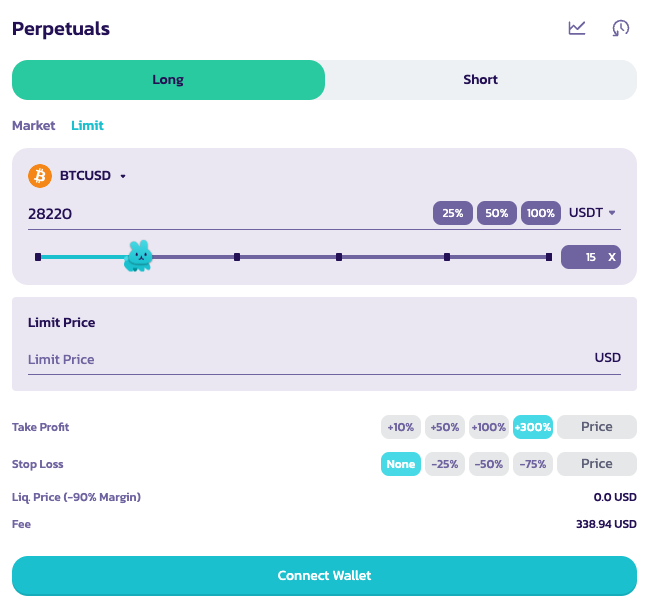 Perpetuals
Long Short
Market Limit
BTCUSD
28220 25% 50% 100% USDT
15 X
Limit Price
Limit Price USD
Take Profit +10% +50% +100% +300% Price
Stop Loss None -25% -50% -75% Price
Liq. Price (-90% Margin) 0.0 USD
Fee 338.94 USD
Connect Wallet